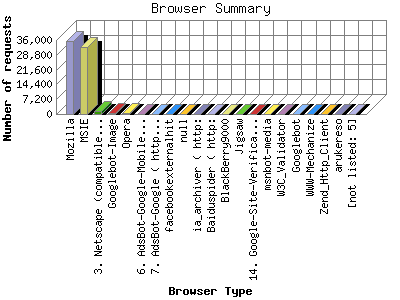 Browser Summary
Number of requests
36,000
28,800
21,600
14,400
7,200
0
Mozilla
MSIE
3. Netscape (compatible...
Googlebot-Image
Opera
6. AdsBot-Google-Mobile...
7. AdsBot-Google ( http...
facebookexternalhit
null
ia_archiver ( http:
Baiduspider ( http:
BlackBerry9000
Jigsaw
14. Google-Site-Verifica...
msnbot-media
W3C_Validator
Googlebot
WWW-Mechanize
Zend_Http_Client
arukereso
[not listed: 5]
Browser Type